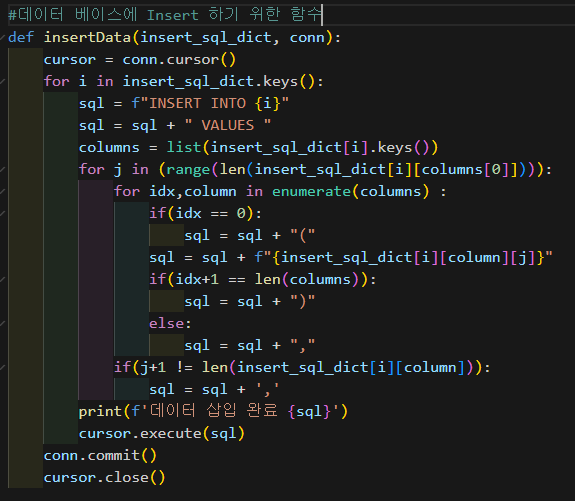 #데이터 베이스에 Insert 하기 위한 함수
def insertData(insert_sql_dict, conn):
    cursor = conn.cursor()
    for i in insert_sql_dict.keys():
        sql = f"INSERT INTO {i}"
        sql = sql + " VALUES "
        columns = list(insert_sql_dict[i].keys())
        for j in (range(len(insert_sql_dict[i][columns[0]]))):
            for idx,column in enumerate(columns) :
                if(idx == 0):
                    sql = sql + "("
                sql = sql + f"{insert_sql_dict[i][column][j]}"
                if(idx+1 == len(columns)):
                    sql = sql + ")"
                else:
                    sql = sql + ","
            if(j+1 != len(insert_sql_dict[i][column])):
                sql = sql + ','
        print(f'데이터 삽입 완료 {sql}')
        cursor.execute(sql)
    conn.commit()
    cursor.close()